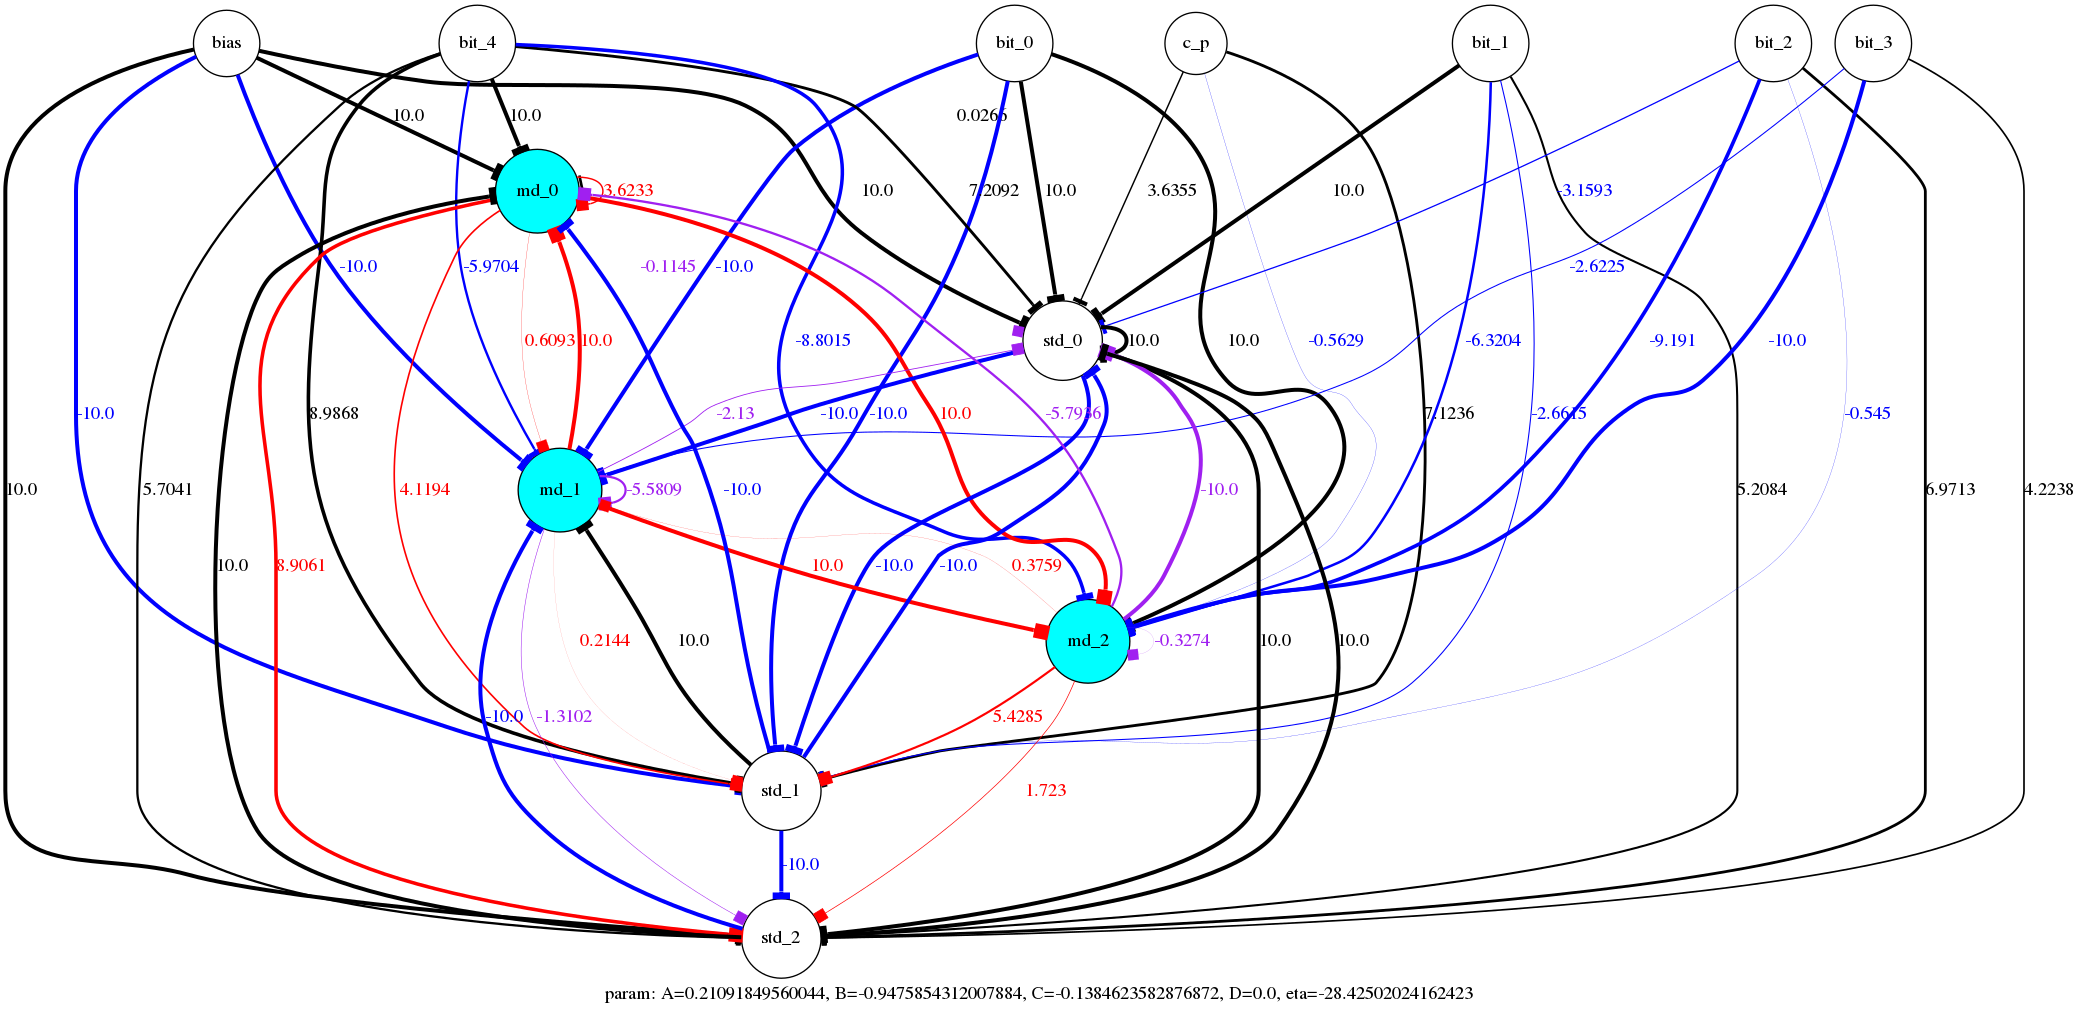 bias bit_4 bit_0 c_p bit_1 bit_2 bit_3
10.0 10.0 0.0266
md_0 3.6233 10.0 7.2092 10.0 3.6355 10.0 -3.1593
-10.0 -5.9704 -0.1145 -10.0 -2.6225
0.6093 10.0 -8.8015 std_0 10.0 10.0 -0.5629 -6.3204 -9.191 -10.0
-10.0 8.9868 -2.13 -10.0 -10.0 10.0 -5.7936 7.1236 -2.6615 -0.545
10.0 5.7041 4.1194 md_1 -5.5809 -10.0 -10.0 5.2084 6.9713 4.2238
10.0 8.9061 10.0 -10.0 -10.0 0.3759
0.2144 10.0 md_2 -0.3274 10.0 10.0
-10.0 -1.3102 5.4285
std_1 1.723
-10.0
std_2
param: A=0.21091849560044, B=-0.9475854312007884, C=-0.1384623582876872, D=0.0, eta=-28.42502024162423